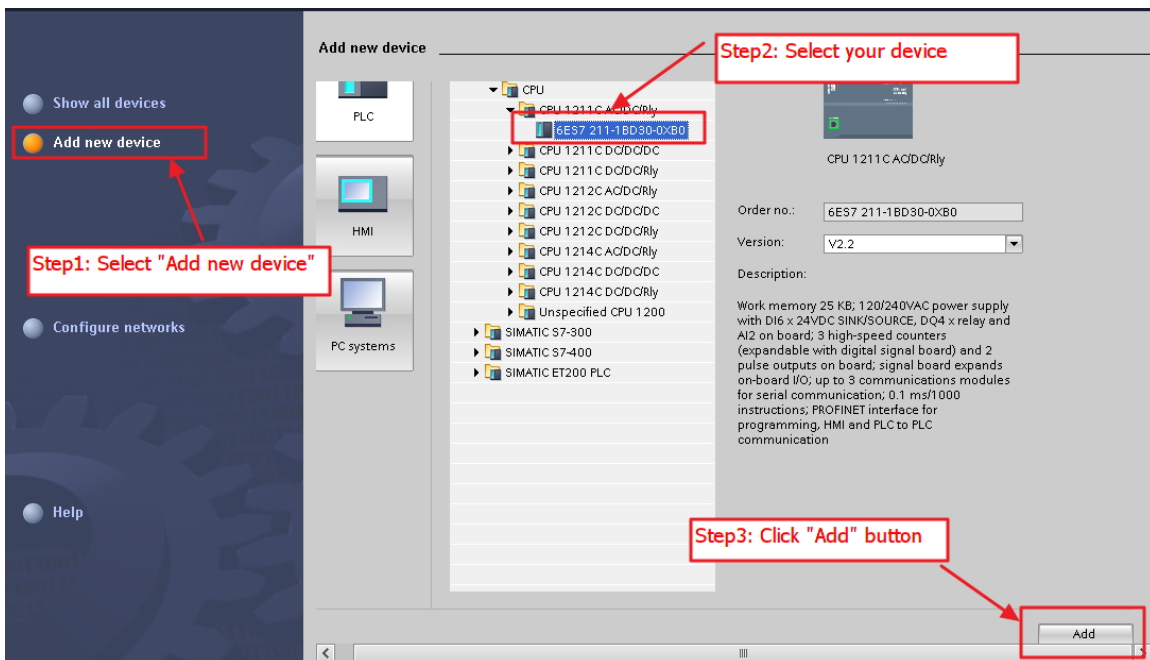 Add new device
Show all devices
Add new device
Configure networks
Help
Step1: Select "Add new device"
Step2: Select your device
Step3: Click "Add" button
PLC
HMI
PC systems
CPU
CPU 1211C AC/DC/Rly
6ES7 211-1BD30-0XB0
CPU 1211C DC/DC/DC
CPU 1211C DC/DC/Rly
CPU 1212C AC/DC/Rly
CPU 1212C DC/DC/DC
CPU 1212C DC/DC/Rly
CPU 1214C AC/DC/Rly
CPU 1214C DC/DC/DC
CPU 1214C DC/DC/Rly
Unspecified CPU 1200
SIMATIC S7-300
SIMATIC S7-400
SIMATIC ET200 PLC
CPU 1211C AC/DC/Rly
Order no.: 6ES7 211-1BD30-0XB0
Version: V2.2
Description:
Work memory 25 KB; 120/240VAC power supply
with DI6 x 24VDC SINK/SOURCE, DQ4 x relay and
AI2 on board; 3 high-speed counters
(expandable with digital signal board) and 2
pulse outputs on board; signal board expands
on-board I/O; up to 3 communications modules
for serial communication; 0.1 ms/1000
instructions; PROFINET interface for
programming, HMI and PLC to PLC
communication
Add